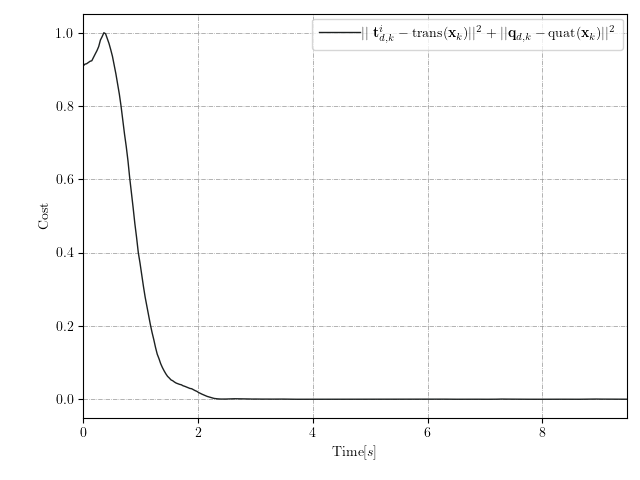 || t^i_{d,k} − trans(x_k)||^2 + ||q_{d,k} − quat(x_k)||^2
1.0
0.8
0.6
0.4
0.2
0.0
Cost
0 2 4 6 8
Time[s]